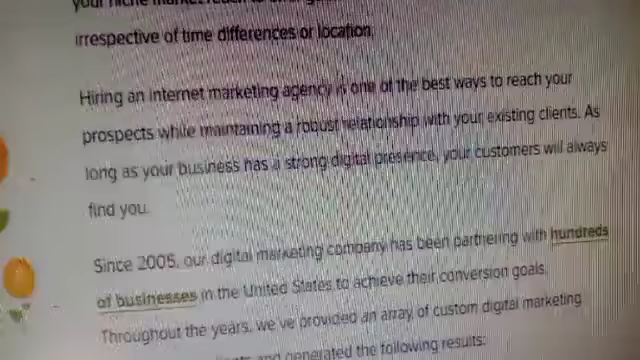 your niche market
irrespective of time differences or location.
Hiring an internet marketing agency is one of the best ways to reach your
prospects while maintaining a robust relationship with your existing clients. As
long as your business has a strong digital presence, your customers will always
find you.
Since 2005, our digital marketing company has been partnering with hundreds
of businesses in the United States to achieve their conversion goals.
Throughout the years, we've provided an array of custom digital marketing
and generated the following results: